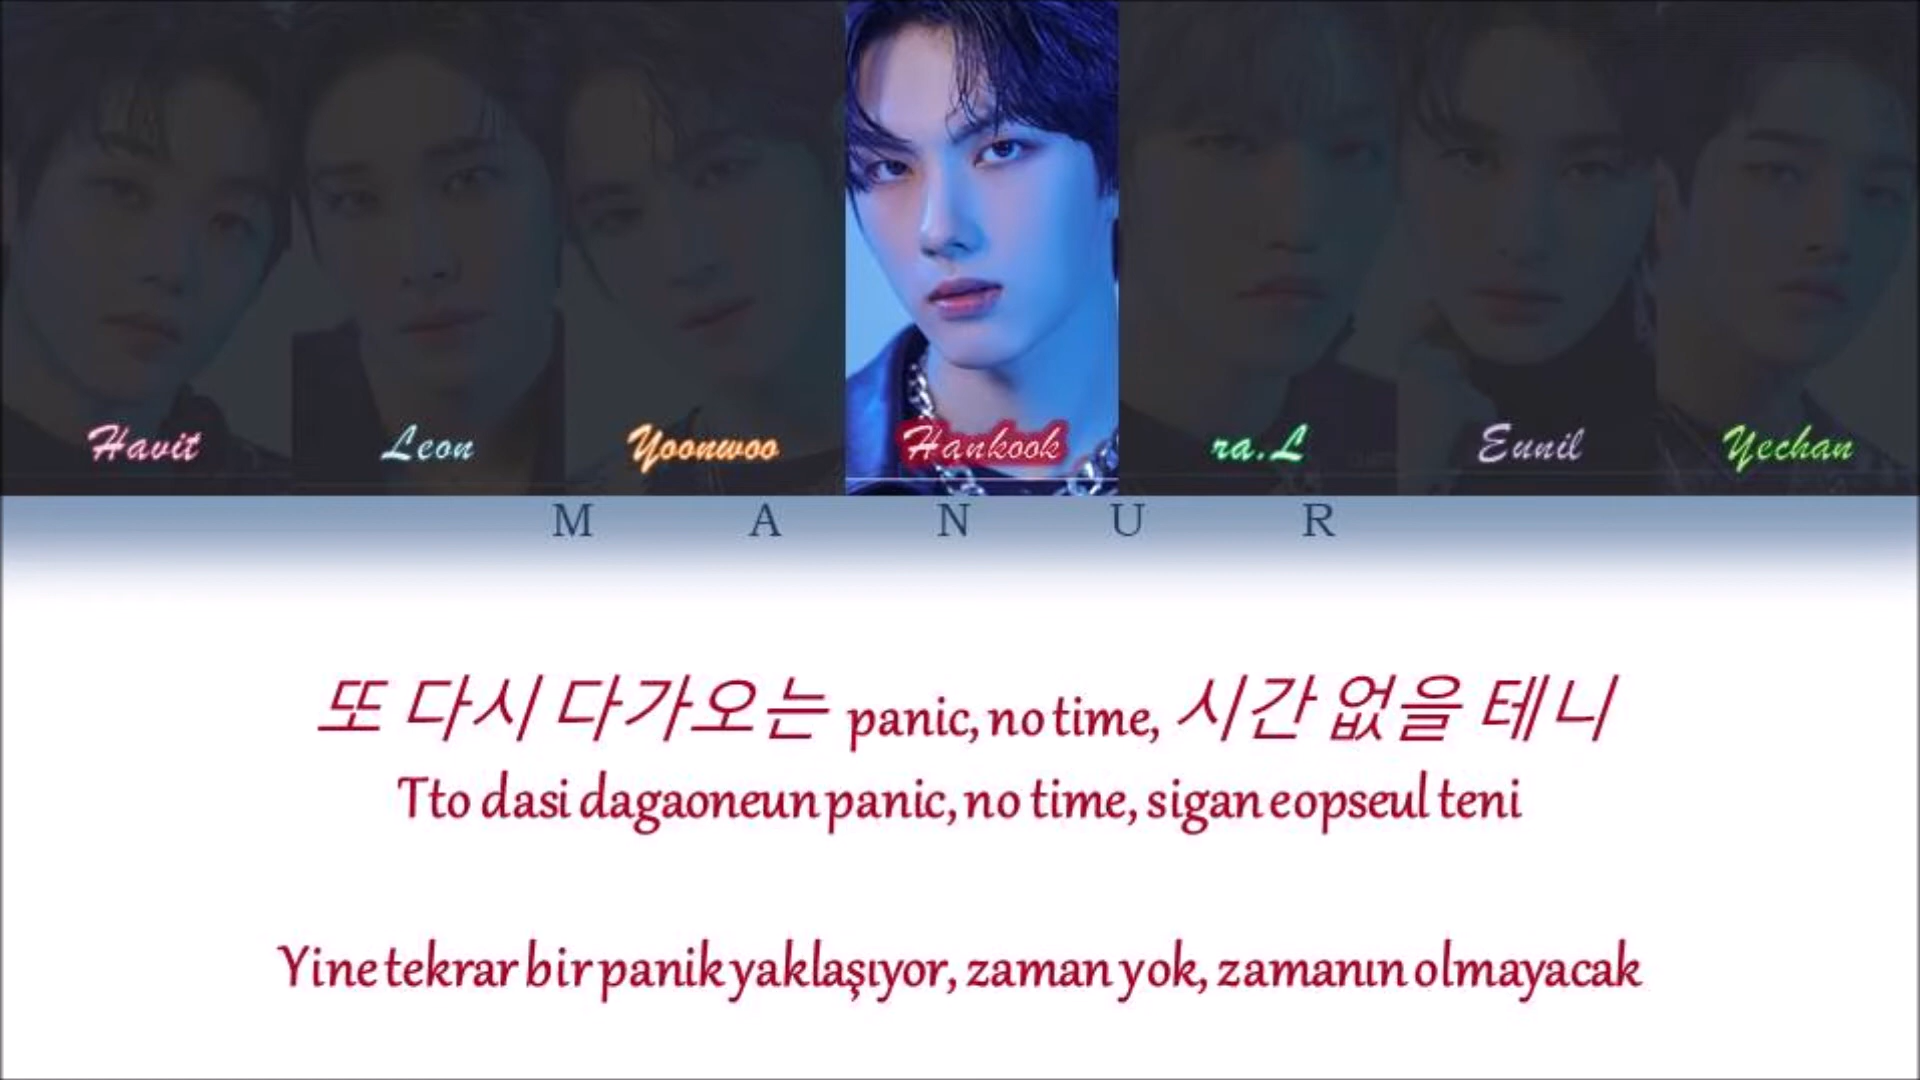 Havit Leon Yoonwoo Hankook ra.L Eunil Yechan
M A N U R
또 다시 다가오는 panic, no time, 시간 없을 테니
Tto dasi dagaoneun panic, no time, sigan eopseul teni
Yine tekrar bir panik yaklaşıyor, zaman yok, zamanın olmayacak